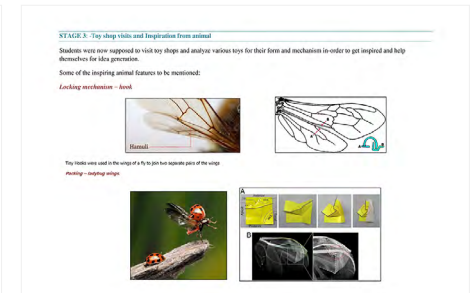 STAGE 3: -Toy shop visits and Inspiration from animal
Students were now supposed to visit toy shops and analyze various toys for their form and mechanism in-order to get inspired and help
themselves for idea generation.
Some of the inspiring animal features to be mentioned:
Locking mechanism – hook
Hamuli
Tiny Hooks were used in the wings of a fly to join two separate pairs of the wings
Packing – ladybug wings.
A
B